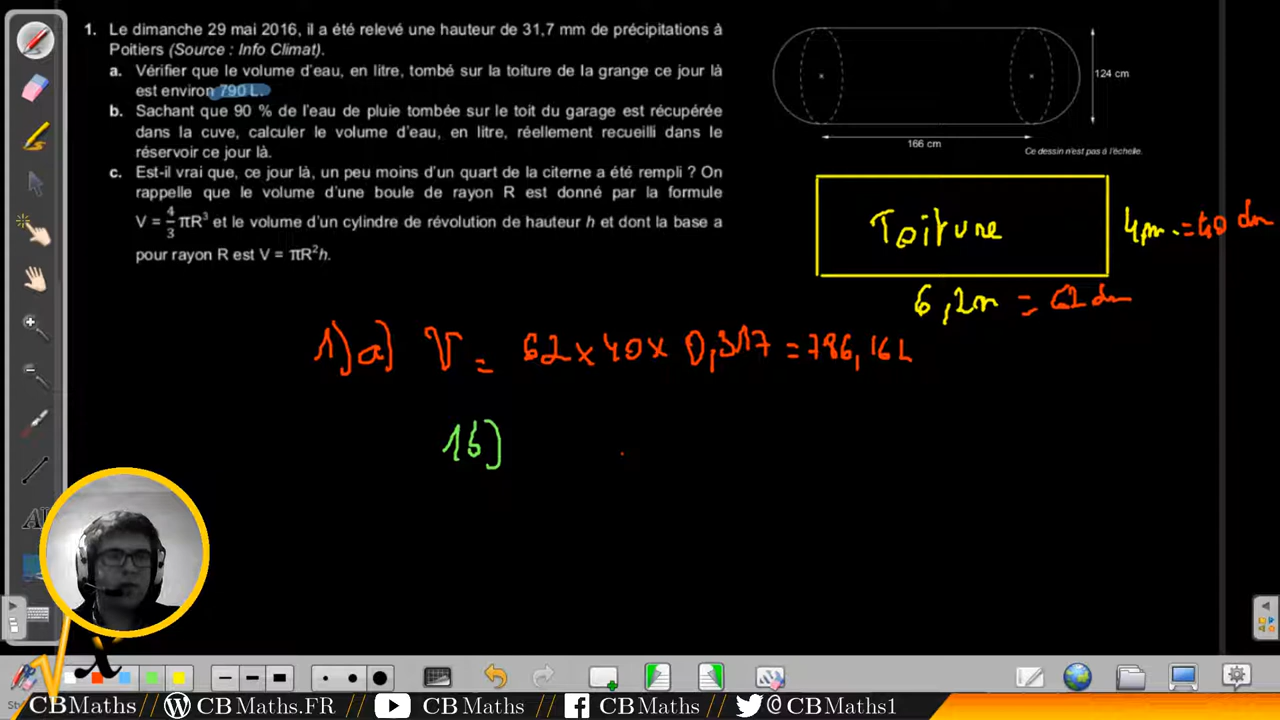 1. Le dimanche 29 mai 2016, il a été relevé une hauteur de 31,7 mm de précipitations à
Poitiers (Source : Info Climat).
a. Vérifier que le volume d'eau, en litre, tombé sur la toiture de la grange ce jour là
est environ 790 L.
b. Sachant que 90 % de l'eau de pluie tombée sur le toit du garage est récupérée
dans la cuve, calculer le volume d'eau, en litre, réellement recueilli dans le
réservoir ce jour là.
c. Est-il vrai que, ce jour là, un peu moins d'un quart de la citerne a été rempli ? On
rappelle que le volume d'une boule de rayon R est donné par la formule
V = 4/3 πR³ et le volume d'un cylindre de révolution de hauteur h et dont la base a
pour rayon R est V = πR²h.
124 cm
166 cm
Ce dessin n'est pas à l'échelle.
Toiture
4m = 40 dm
6,2m = 62 dm
1)a) V = 62 x 40 x 0,317 = 786,16 L
1b)
CBMaths
CBMaths.FR
CB Maths
CBMaths
@CBMaths1